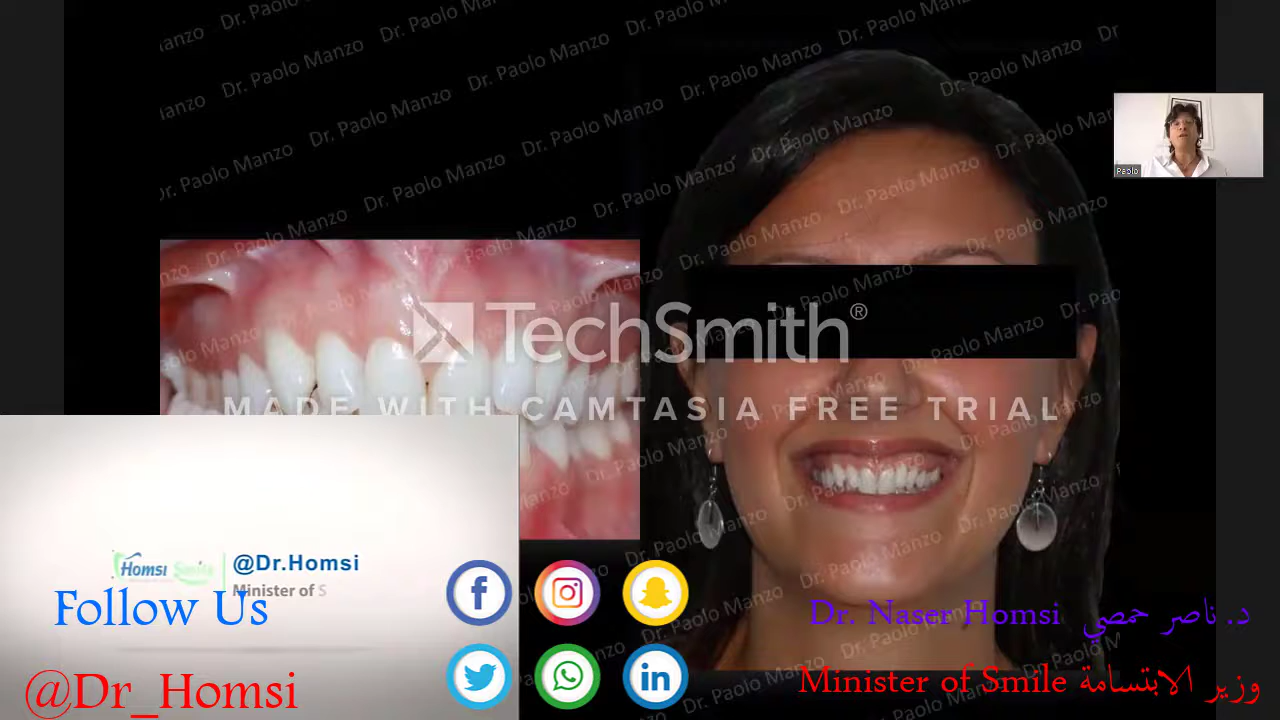 Dr. Paolo Manzo
Paolo
TechSmith®
MADE WITH CAMTASIA FREE TRIAL
HOMSI Smile
@Dr.Homsi
Minister of S
Follow Us
@Dr_Homsi
Dr. Naser Homsi د. ناصر حمصي
Minister of Smile وزير الابتسامة